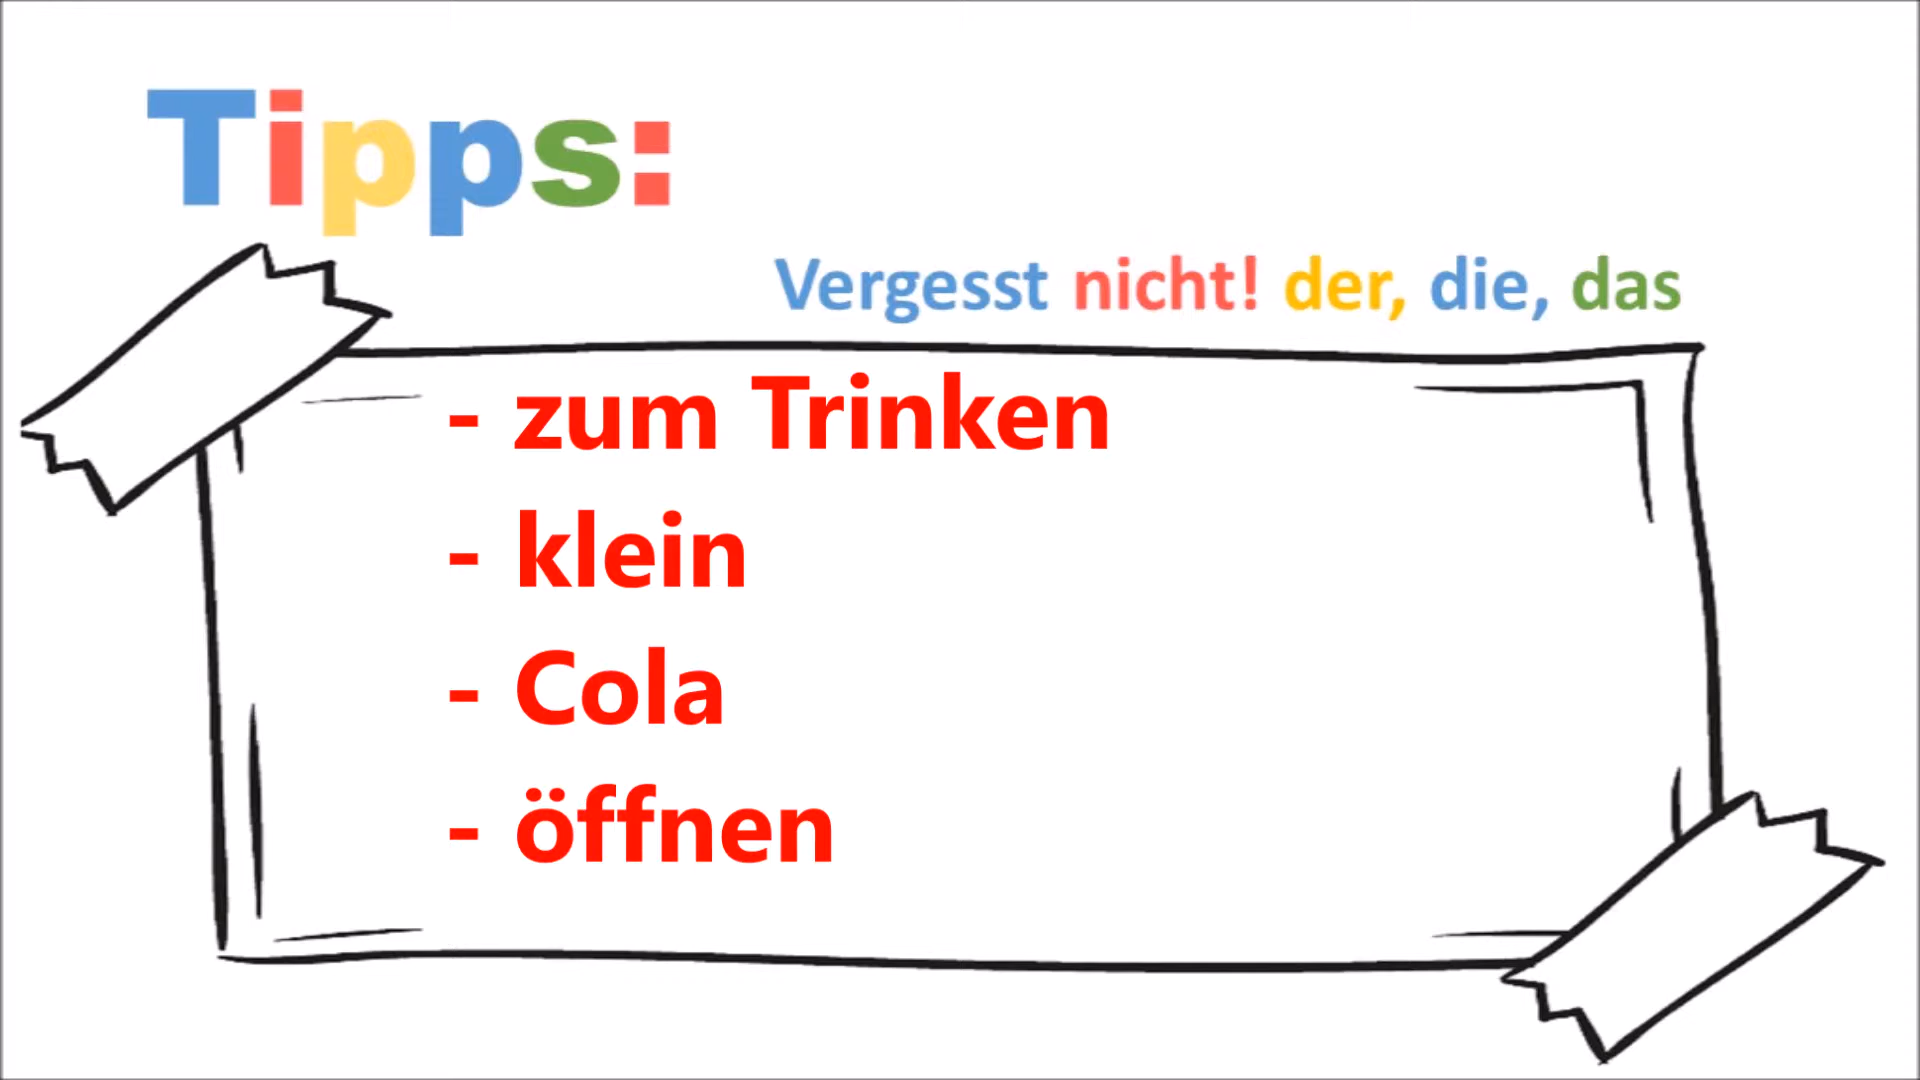 Tipps:
Vergesst nicht! der, die, das
- zum Trinken
- klein
- Cola
- öffnen